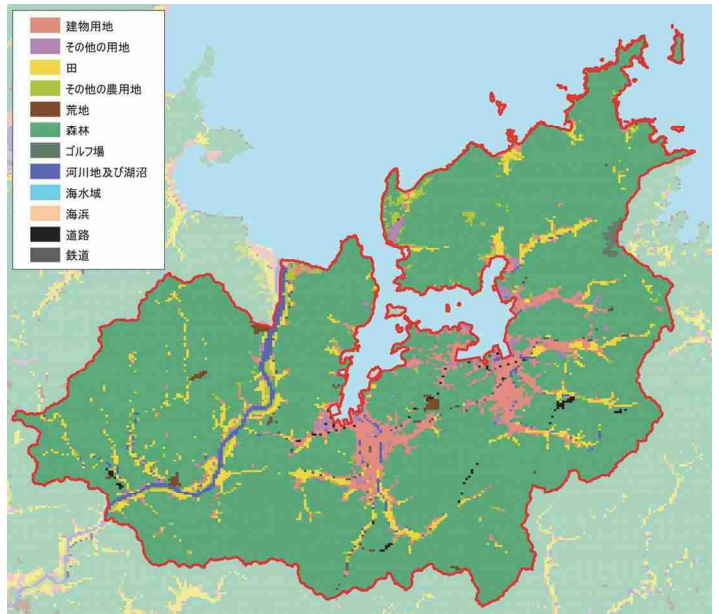 建物用地
その他の用地
田
その他の農用地
荒地
森林
ゴルフ場
河川地及び湖沼
海水域
海浜
道路
鉄道